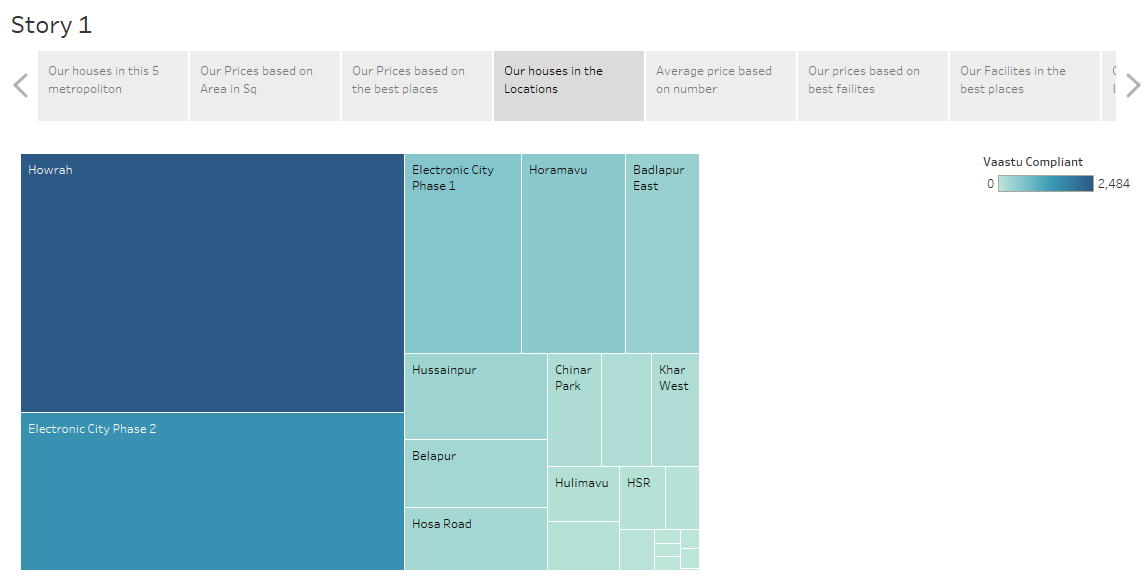 Story 1
Our houses in this 5
metropoliton
Our Prices based on
Area in Sq
Our Prices based on
the best places
Our houses in the
Locations
Average price based
on number
Our prices based on
best failites
Our Facilites in the
best places
Howrah
Electronic City
Phase 1
Horamavu
Badlapur
East
Vaastu Compliant
0
2,484
Hussainpur
Chinar
Park
Khar
West
Electronic City Phase 2
Belapur
Hulimavu
HSR
Hosa Road